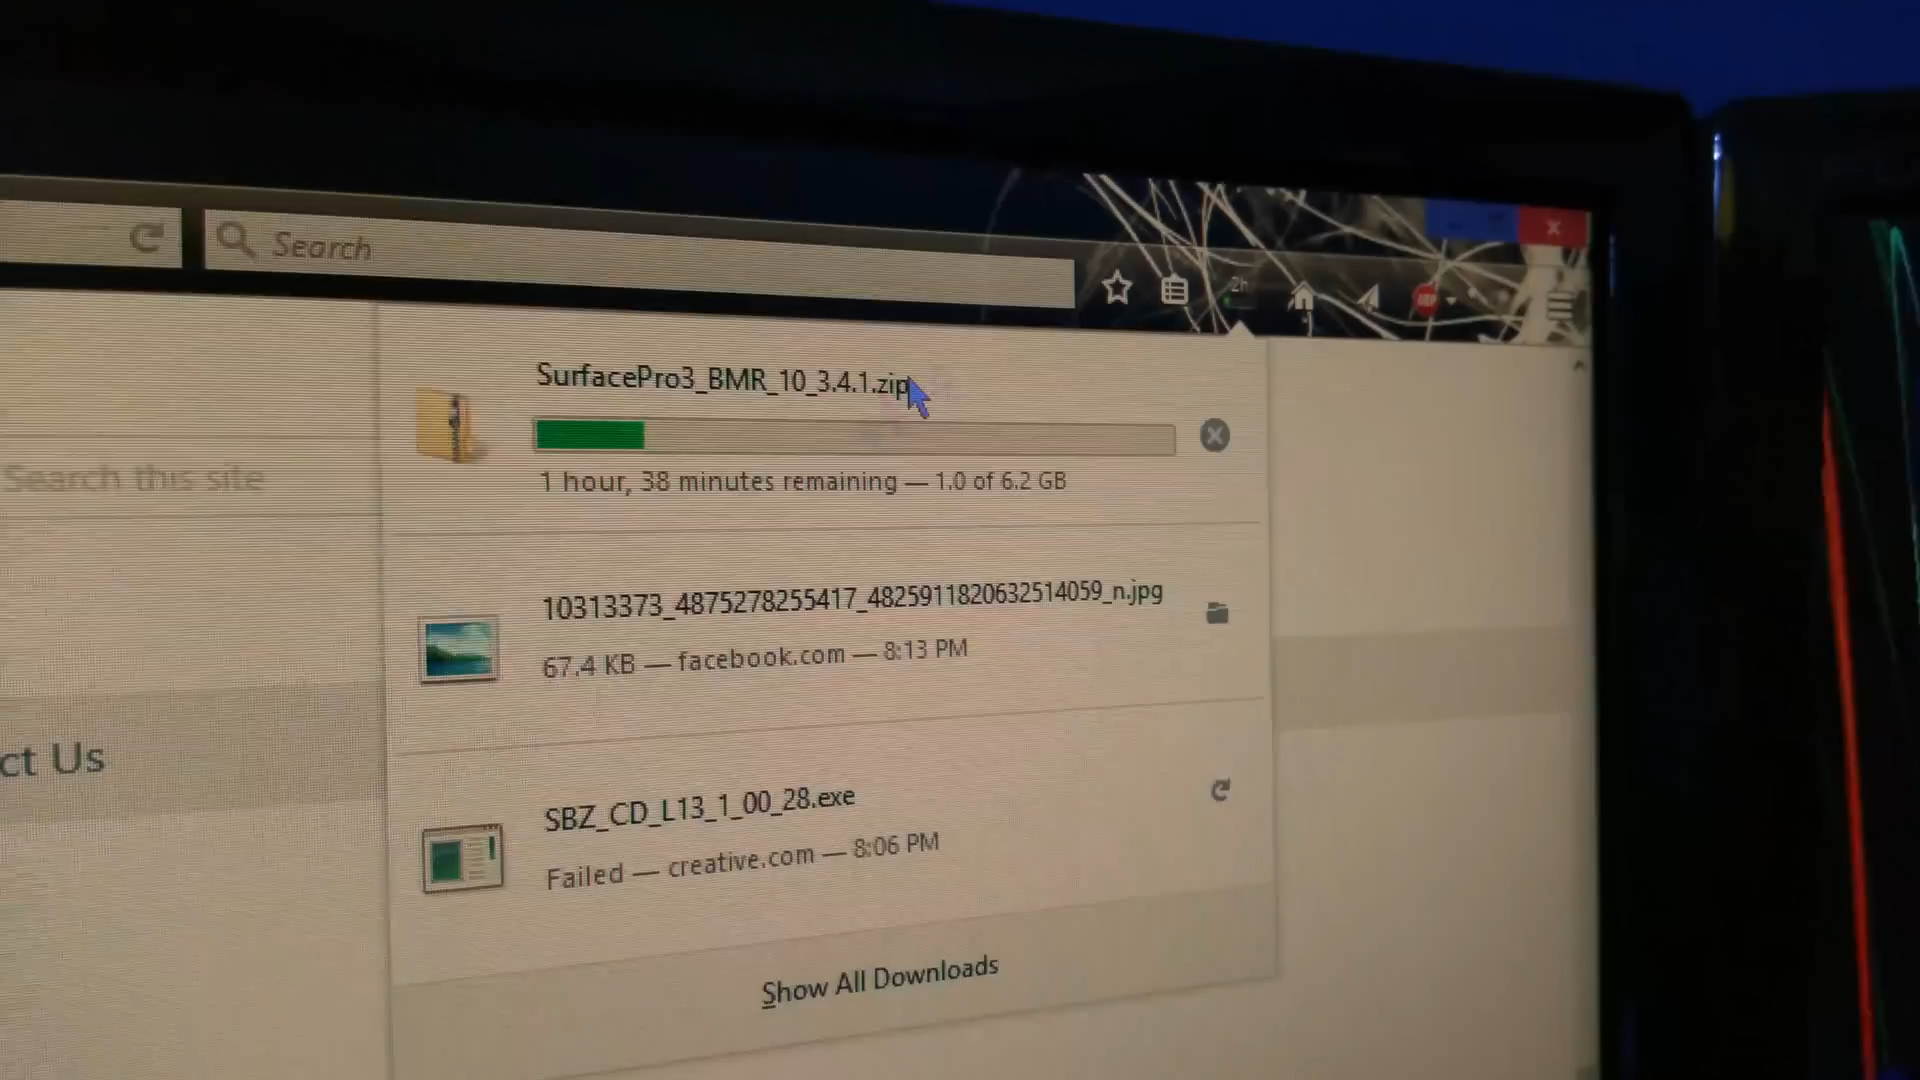 Search
2h
ABP
SurfacePro3_BMR_10_3.4.1.zip
1 hour, 38 minutes remaining — 1.0 of 6.2 GB
Search this site
10313373_4875278255417_4825911820632514059_n.jpg
67.4 KB — facebook.com — 8:13 PM
ct Us
SBZ_CD_L13_1_00_28.exe
Failed — creative.com — 8:06 PM
Show All Downloads